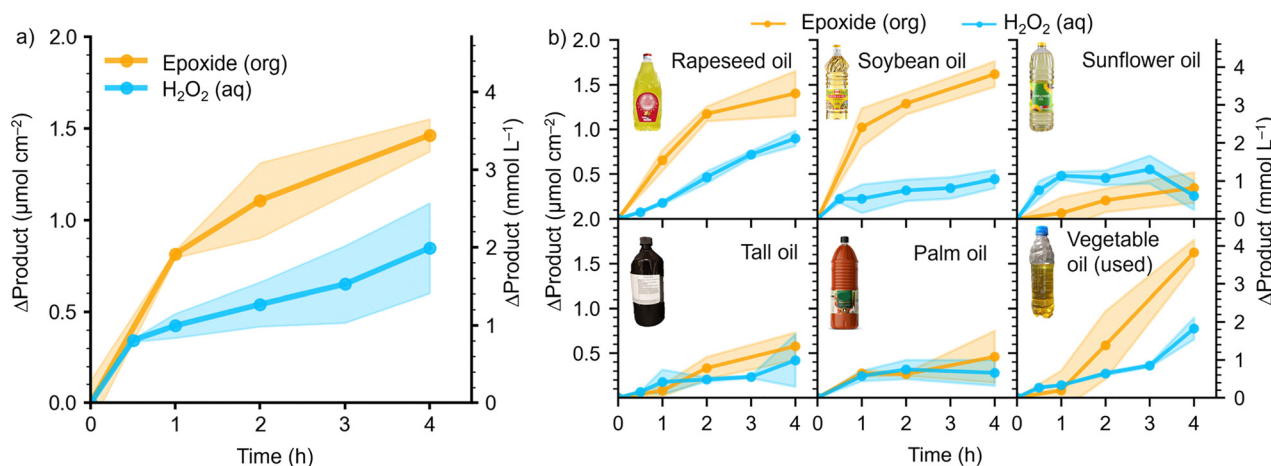 a)
2.0
1.5
1.0
0.5
0.0
ΔProduct (μmol cm⁻²)
Epoxide (org)
H₂O₂ (aq)
4
3
2
1
0
ΔProduct (mmol L⁻¹)
0 1 2 3 4
Time (h)
b)
Epoxide (org) H₂O₂ (aq)
2.0
1.5
1.0
0.5
2.0
1.5
1.0
0.5
ΔProduct (μmol cm⁻²)
Rapeseed oil
Soybean oil
Sunflower oil
Tall oil
Palm oil
Vegetable
oil (used)
4
3
2
1
0
4
3
2
1
0
ΔProduct (mmol L⁻¹)
0 1 2 3 4 0 1 2 3 4 0 1 2 3 4
Time (h)